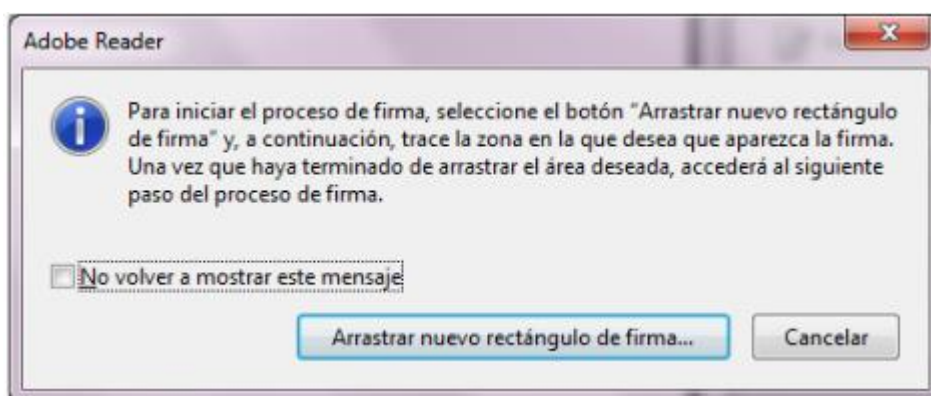 Adobe Reader
Para iniciar el proceso de firma, seleccione el botón "Arrastrar nuevo rectángulo
de firma" y, a continuación, trace la zona en la que desea que aparezca la firma.
Una vez que haya terminado de arrastrar el área deseada, accederá al siguiente
paso del proceso de firma.
No volver a mostrar este mensaje
Arrastrar nuevo rectángulo de firma...
Cancelar